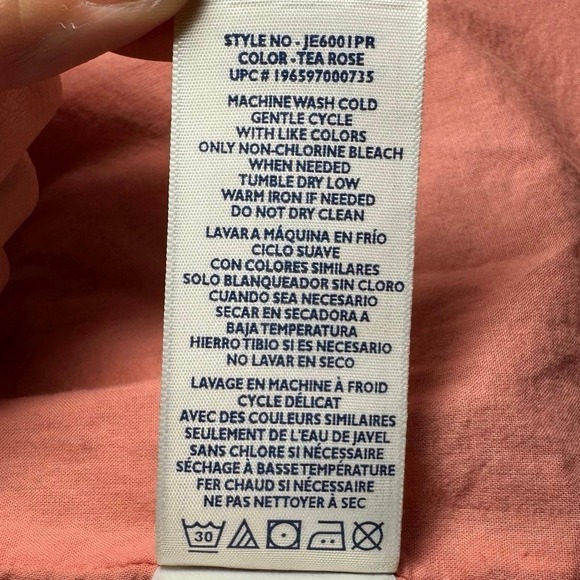 STYLE NO - JE6001PR
COLOR - TEA ROSE
UPC # 196597000735
MACHINE WASH COLD
GENTLE CYCLE
WITH LIKE COLORS
ONLY NON-CHLORINE BLEACH
WHEN NEEDED
TUMBLE DRY LOW
WARM IRON IF NEEDED
DO NOT DRY CLEAN
LAVAR A MÁQUINA EN FRÍO
CICLO SUAVE
CON COLORES SIMILARES
SOLO BLANQUEADOR SIN CLORO
CUANDO SEA NECESARIO
SECAR EN SECADORA A
BAJA TEMPERATURA
HIERRO TIBIO SI ES NECESARIO
NO LAVAR EN SECO
LAVAGE EN MACHINE À FROID
CYCLE DÉLICAT
AVEC DES COULEURS SIMILAIRES
SEULEMENT DE L'EAU DE JAVEL
SANS CHLORE SI NÉCESSAIRE
SÉCHAGE À BASSE TEMPÉRATURE
FER CHAUD SI NÉCESSAIRE
NE PAS NETTOYER À SEC
30